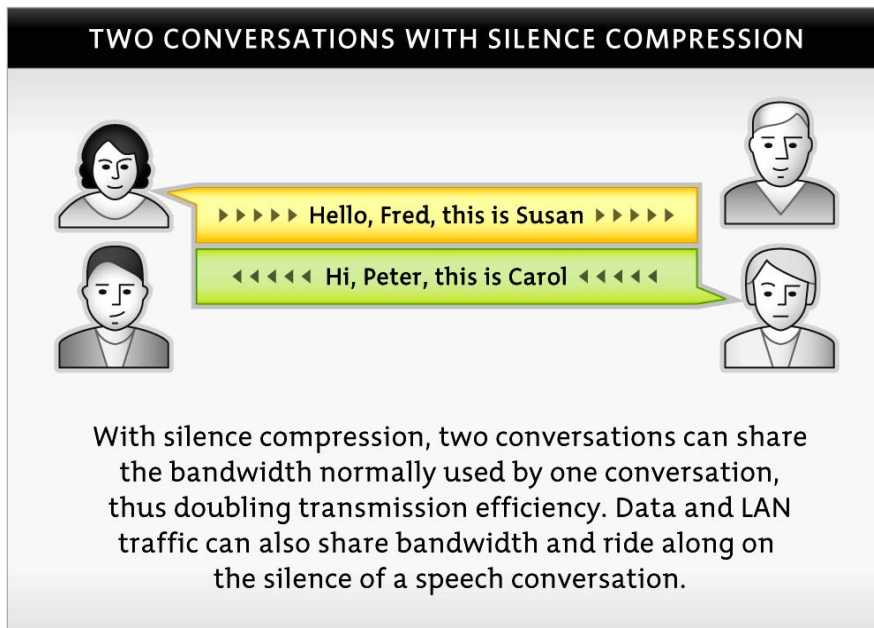 TWO CONVERSATIONS WITH SILENCE COMPRESSION
Hello, Fred, this is Susan
Hi, Peter, this is Carol
With silence compression, two conversations can share
the bandwidth normally used by one conversation,
thus doubling transmission efficiency. Data and LAN
traffic can also share bandwidth and ride along on
the silence of a speech conversation.